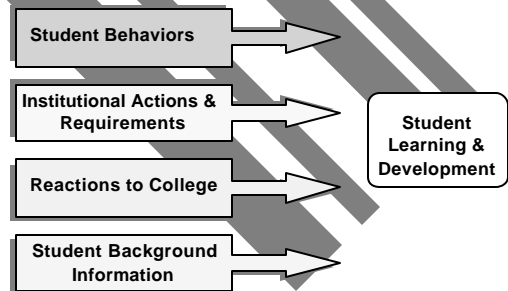 Student Behaviors
Institutional Actions &
Requirements
Reactions to College
Student Background
Information
Student
Learning &
Development